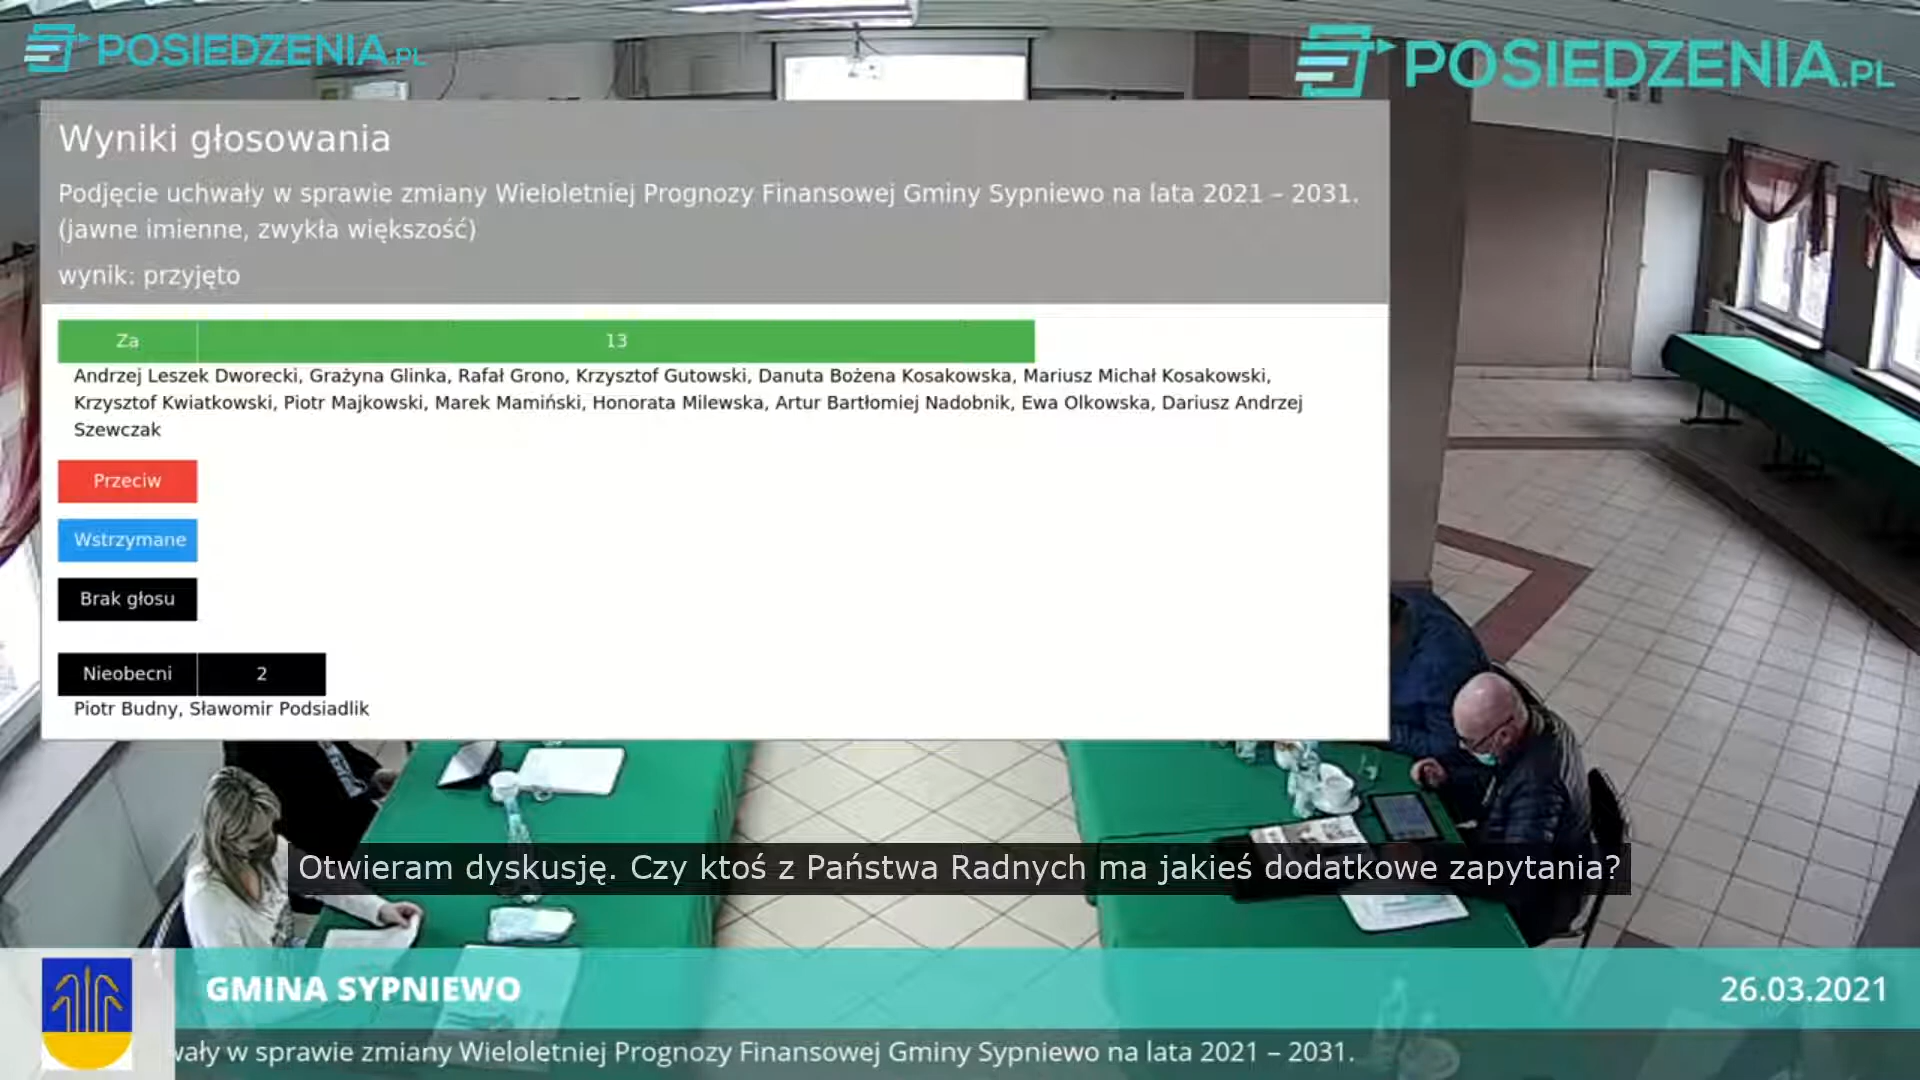 POSIEDZENIA.PL
POSIEDZENIA.PL
Wyniki głosowania
Podjęcie uchwały w sprawie zmiany Wieloletniej Prognozy Finansowej Gminy Sypniewo na lata 2021 – 2031.
(jawne imienne, zwykła większość)
wynik: przyjęto
Za 13
Andrzej Leszek Dworecki, Grażyna Glinka, Rafał Grono, Krzysztof Gutowski, Danuta Bożena Kosakowska, Mariusz Michał Kosakowski,
Krzysztof Kwiatkowski, Piotr Majkowski, Marek Mamiński, Honorata Milewska, Artur Bartłomiej Nadobnik, Ewa Olkowska, Dariusz Andrzej
Szewczak
Przeciw
Wstrzymane
Brak głosu
Nieobecni 2
Piotr Budny, Sławomir Podsiadlik
Otwieram dyskusję. Czy ktoś z Państwa Radnych ma jakieś dodatkowe zapytania?
GMINA SYPNIEWO
26.03.2021
wały w sprawie zmiany Wieloletniej Prognozy Finansowej Gminy Sypniewo na lata 2021 – 2031.